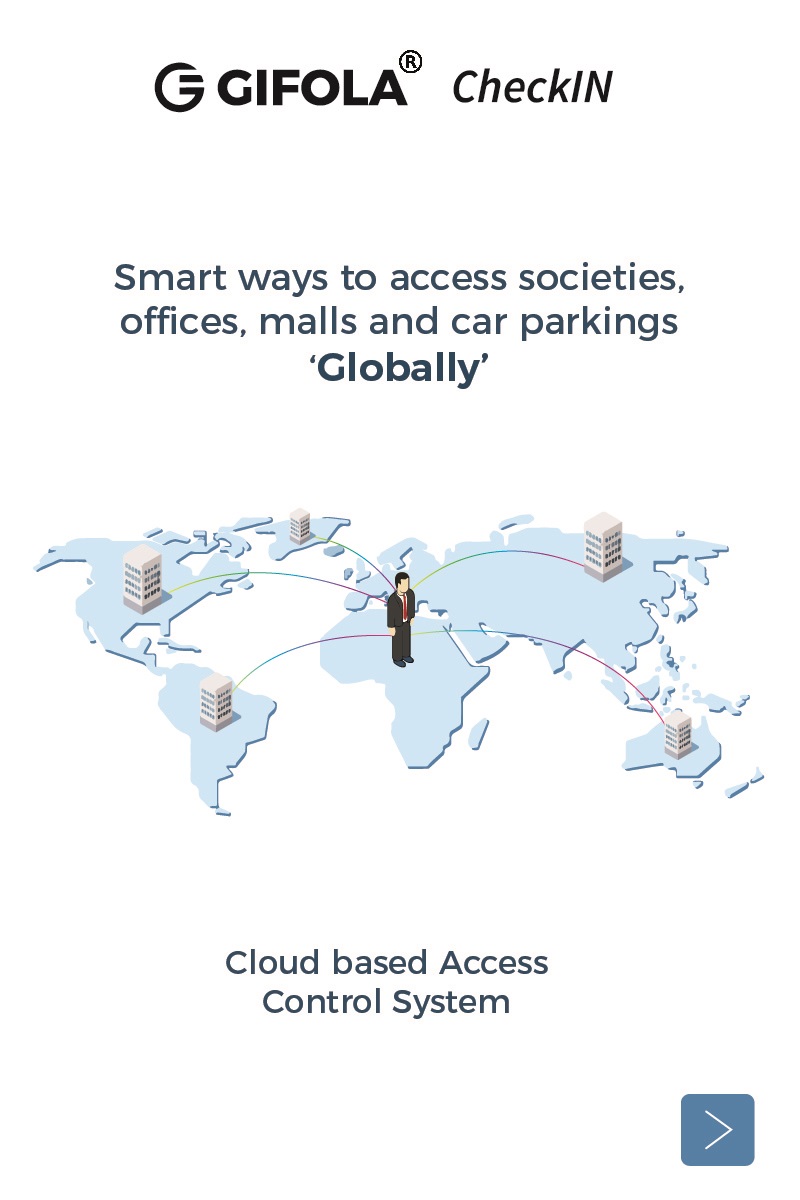 GIFOLA® CheckIN
Smart ways to access societies,
offices, malls and car parkings
‘Globally’
Cloud based Access
Control System